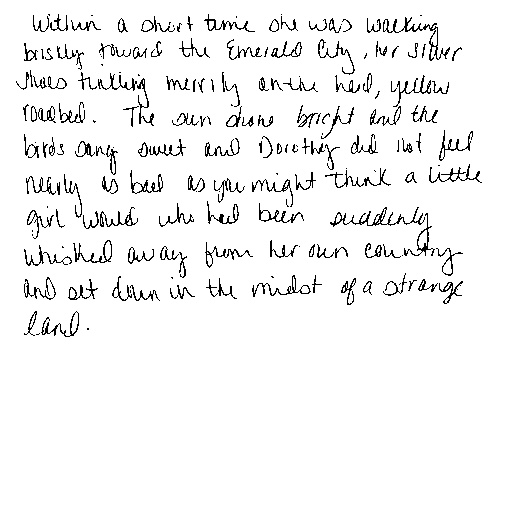 Within a short time she was walking
briskly toward the Emerald City, her silver
shoes tinkling merrily on the hard, yellow
roadbed. The sun shone bright and the
birds sang sweet and Dorothy did not feel
nearly as bad as you might think a little
girl would who had been suddenly
whisked away from her own country
and set down in the midst of a strange
land.